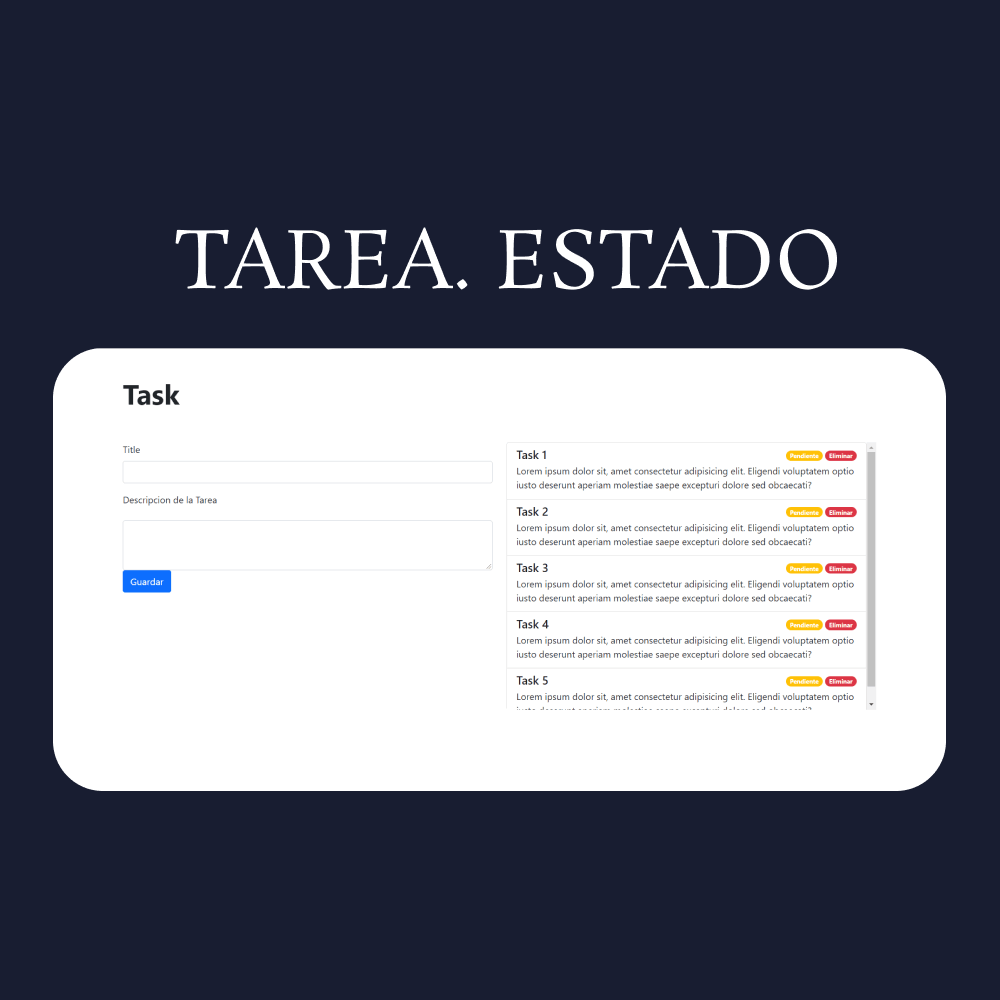 TAREA. ESTADO
Task
Title
Descripcion de la Tarea
Guardar
Task 1
Pendiente
Eliminar
Lorem ipsum dolor sit, amet consectetur adipisicing elit. Eligendi voluptatem optio
iusto deserunt aperiam molestiae saepe excepturi dolore sed obcaecati?
Task 2
Pendiente
Eliminar
Lorem ipsum dolor sit, amet consectetur adipisicing elit. Eligendi voluptatem optio
iusto deserunt aperiam molestiae saepe excepturi dolore sed obcaecati?
Task 3
Pendiente
Eliminar
Lorem ipsum dolor sit, amet consectetur adipisicing elit. Eligendi voluptatem optio
iusto deserunt aperiam molestiae saepe excepturi dolore sed obcaecati?
Task 4
Pendiente
Eliminar
Lorem ipsum dolor sit, amet consectetur adipisicing elit. Eligendi voluptatem optio
iusto deserunt aperiam molestiae saepe excepturi dolore sed obcaecati?
Task 5
Pendiente
Eliminar
Lorem ipsum dolor sit, amet consectetur adipisicing elit. Eligendi voluptatem optio